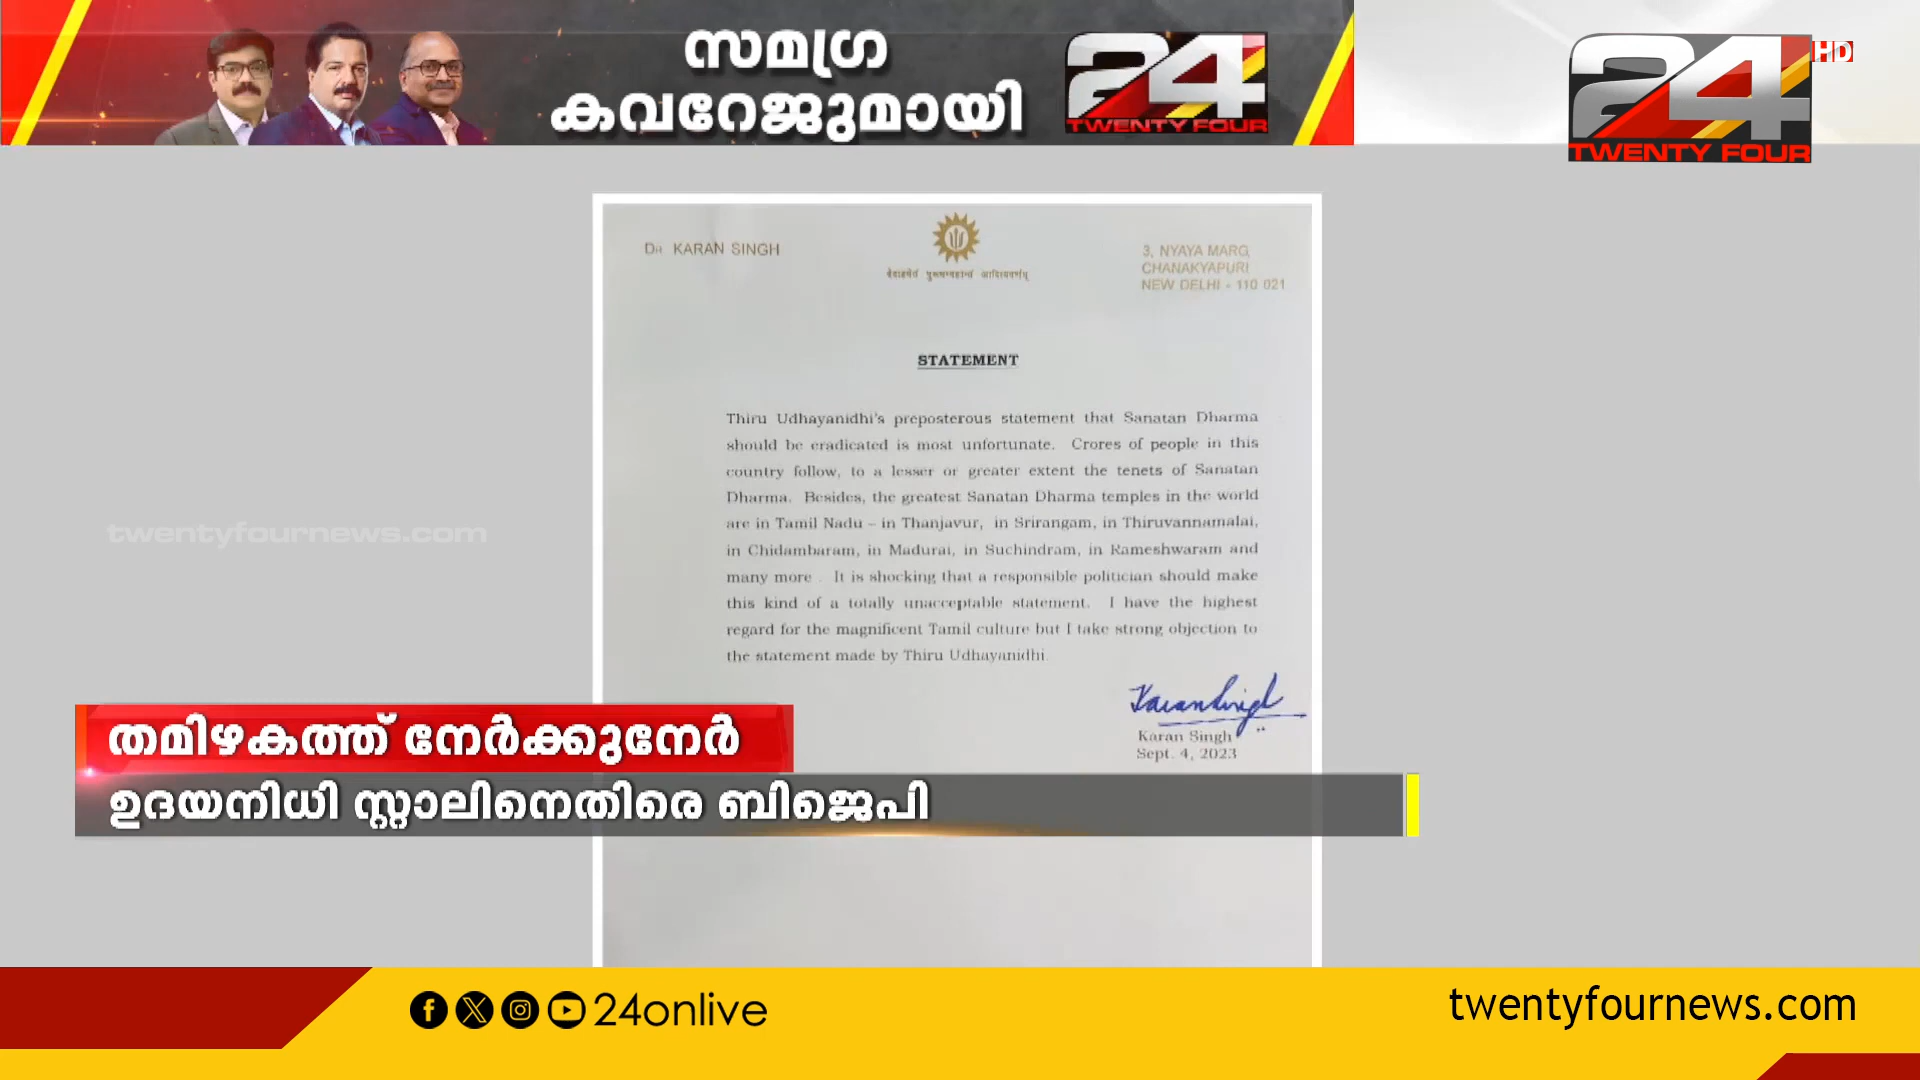 സമഗ്ര
കവറേജുമായി
24
TWENTY FOUR
24
HD
TWENTY FOUR
DR KARAN SINGH
3, NYAYA MARG,
CHANAKYAPURI
NEW DELHI - 110 021
STATEMENT
Thiru Udhayanidhi's preposterous statement that Sanatan Dharma
should be eradicated is most unfortunate. Crores of people in this
country follow, to a lesser or greater extent the tenets of Sanatan
Dharma. Besides, the greatest Sanatan Dharma temples in the world
are in Tamil Nadu – in Thanjavur, in Srirangam, in Thiruvannamalai,
in Chidambaram, in Madurai, in Suchindram, in Rameshwaram and
many more . It is shocking that a responsible politician should make
this kind of a totally unacceptable statement. I have the highest
regard for the magnificent Tamil culture but I take strong objection to
the statement made by Thiru Udhayanidhi.
Karan Singh
Karan Singh
Sept. 4, 2023
twentyfournews.com
തമിഴകത്ത് നേർക്കുനേർ
ഉദയനിധി സ്റ്റാലിനെതിരെ ബിജെപി
24onlive
twentyfournews.com